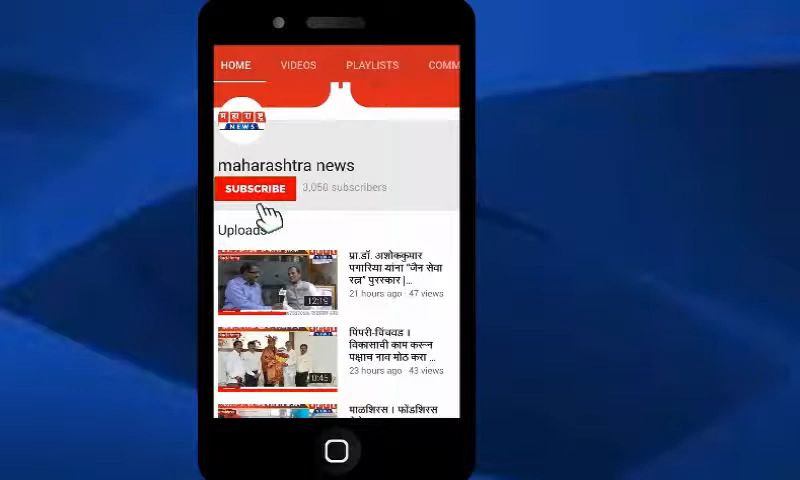 HOME VIDEOS PLAYLISTS COMM
महाराष्ट्र
NEWS
maharashtra news
SUBSCRIBE 3,058 subscribers
Uploads
प्रा.डॉ. अशोककुमार
पगारिया यांना "जैन सेवा
रत्न" पुरस्कार |...
21 hours ago · 47 views
12:19
पिंपरी-चिंचवड ।
विकासाची काम करून
पक्षाच नाव मोठ करा ...
23 hours ago · 43 views
0:45
माळशिरस । फोंडशिरस